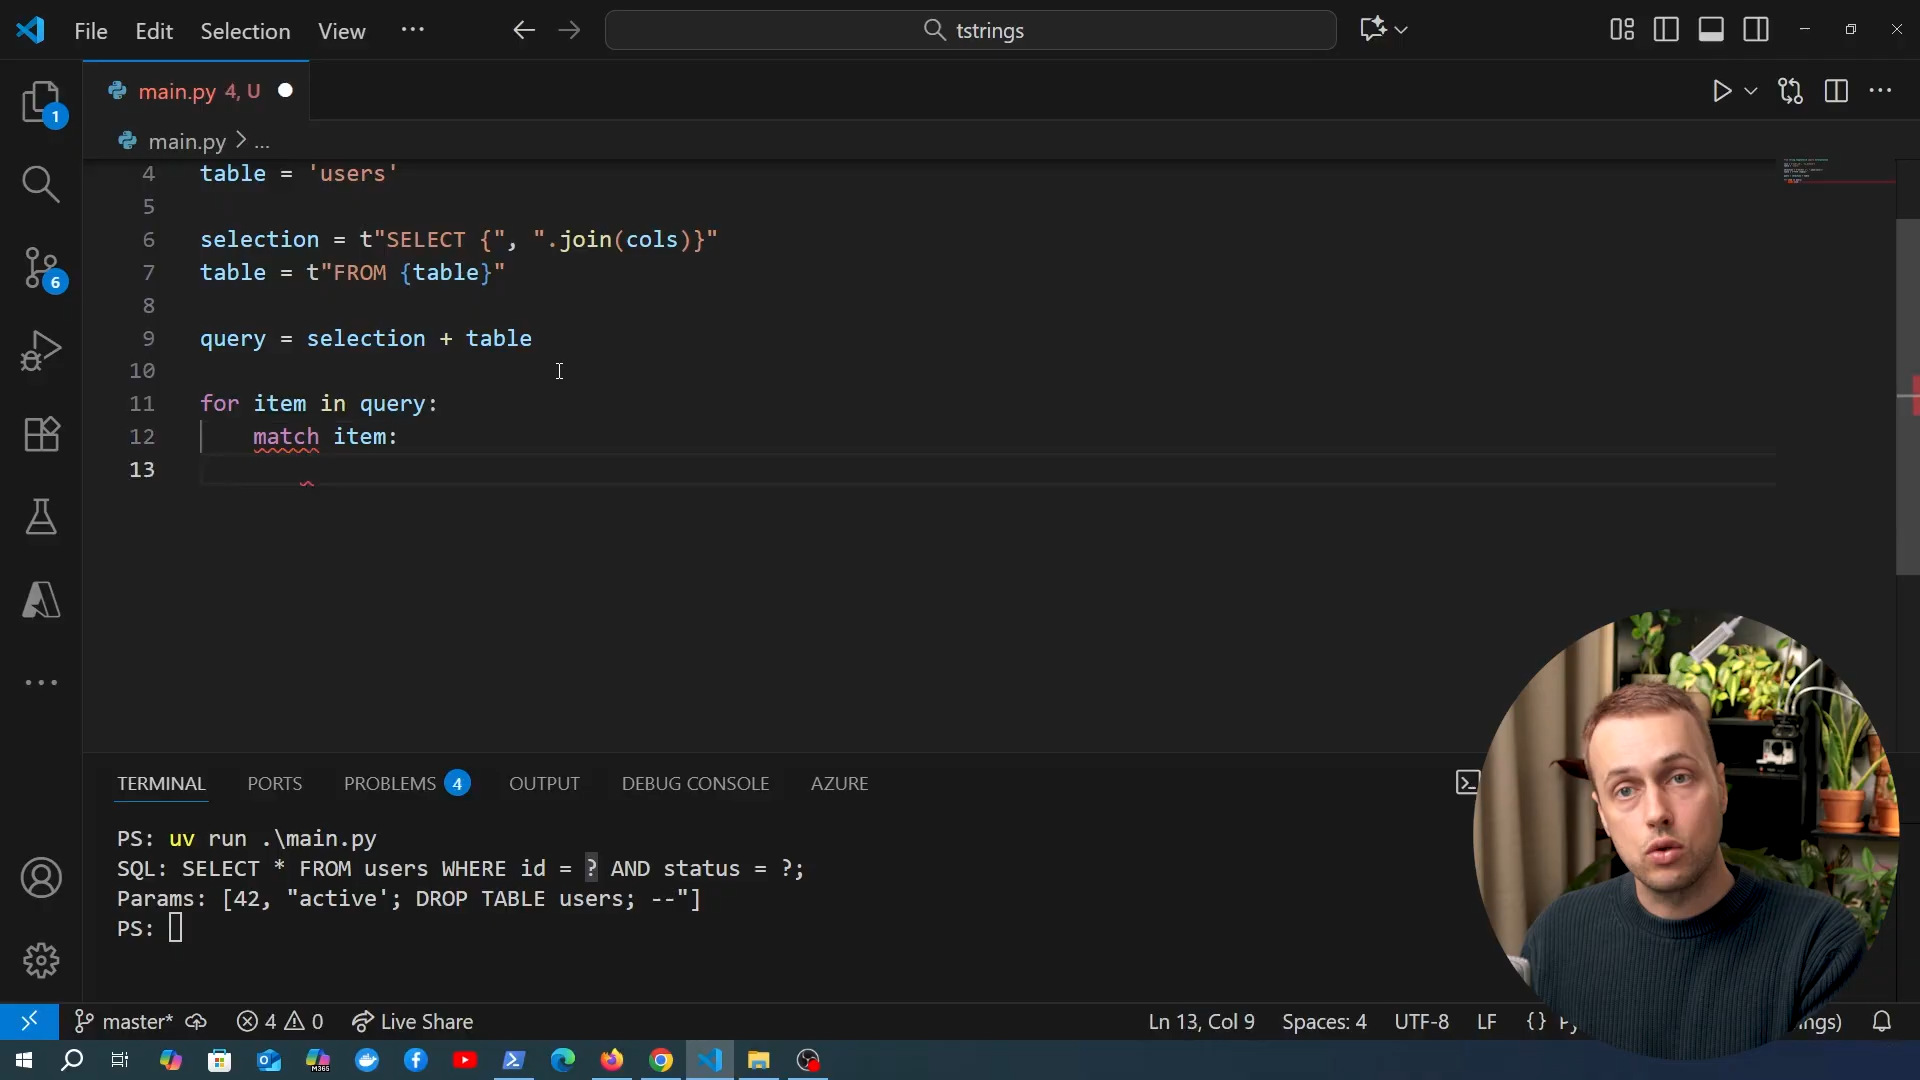 File Edit Selection View ...
tstrings
main.py 4, U
main.py > ...
4 table = 'users'
5
6 selection = t"SELECT {", ".join(cols)}"
7 table = t"FROM {table}"
8
9 query = selection + table
10
11 for item in query:
12 match item:
13
1
6
TERMINAL PORTS PROBLEMS 4 OUTPUT DEBUG CONSOLE AZURE
PS: uv run .\main.py
SQL: SELECT * FROM users WHERE id = ? AND status = ?;
Params: [42, "active'; DROP TABLE users; --"]
PS:
master* 4 0 Live Share Ln 13, Col 9 Spaces: 4 UTF-8 LF {}
M365